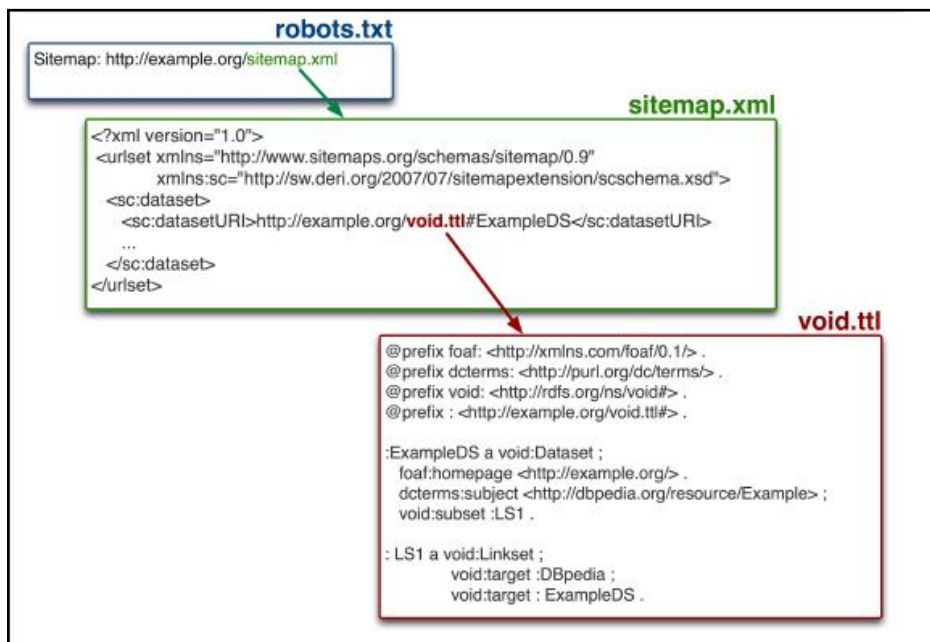 robots.txt
Sitemap: http://example.org/sitemap.xml
sitemap.xml
<?xml version="1.0">
<urlset xmlns="http://www.sitemaps.org/schemas/sitemap/0.9"
xmlns:sc="http://sw.deri.org/2007/07/sitemapextension/scschema.xsd">
<sc:dataset>
<sc:datasetURI>http://example.org/void.ttl#ExampleDS</sc:datasetURI>
...
</sc:dataset>
</urlset>
void.ttl
@prefix foaf: <http://xmlns.com/foaf/0.1/> .
@prefix dcterms: <http://purl.org/dc/terms/> .
@prefix void: <http://rdfs.org/ns/void#> .
@prefix : <http://example.org/void.ttl#> .
:ExampleDS a void:Dataset ;
foaf:homepage <http://example.org/> .
dcterms:subject <http://dbpedia.org/resource/Example> ;
void:subset :LS1 .
: LS1 a void:Linkset ;
void:target :DBpedia ;
void:target : ExampleDS .